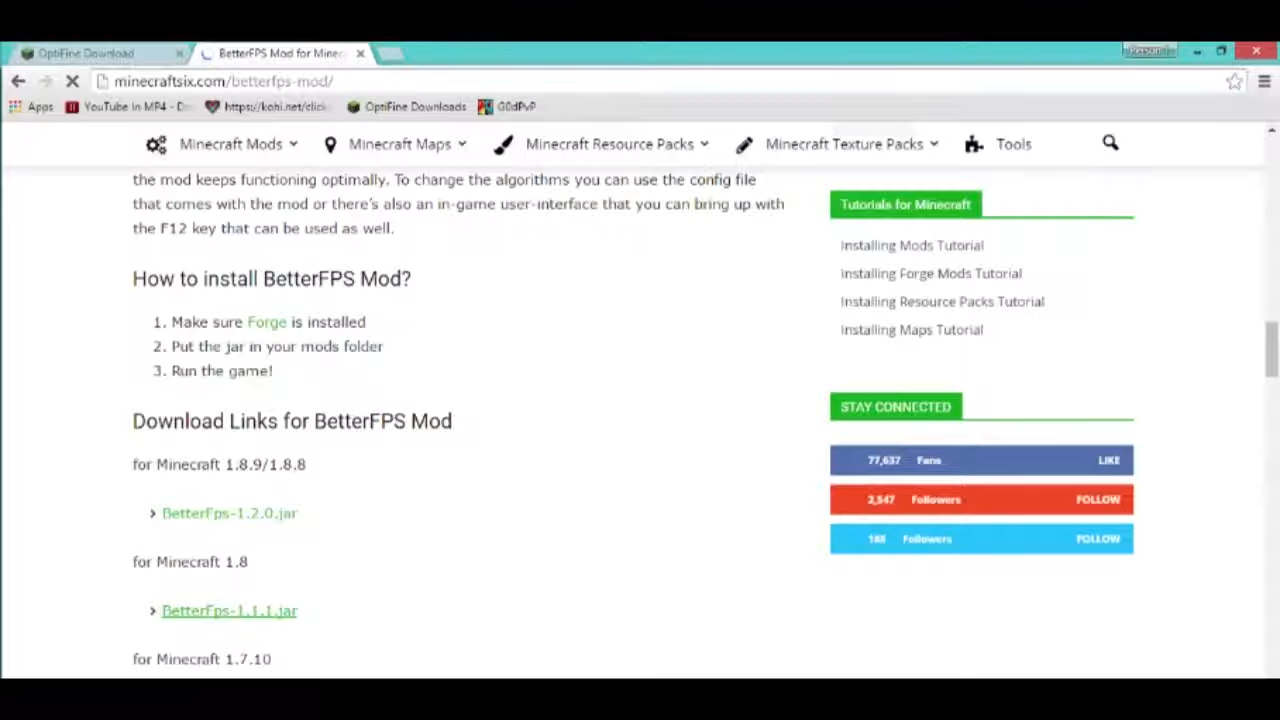 OptiFine Download
BetterFPS Mod for Minec
minecraftsix.com/betterfps-mod/
Apps
YouTube In MP4 - D
https://kohi.net/click
OptiFine Downloads
G0dPvP
Minecraft Mods
Minecraft Maps
Minecraft Resource Packs
Minecraft Texture Packs
Tools
the mod keeps functioning optimally. To change the algorithms you can use the config file
that comes with the mod or there's also an in-game user-interface that you can bring up with
the F12 key that can be used as well.
How to install BetterFPS Mod?
1. Make sure Forge is installed
2. Put the jar in your mods folder
3. Run the game!
Download Links for BetterFPS Mod
for Minecraft 1.8.9/1.8.8
BetterFps-1.2.0.jar
for Minecraft 1.8
BetterFps-1.1.1.jar
for Minecraft 1.7.10
Tutorials for Minecraft
Installing Mods Tutorial
Installing Forge Mods Tutorial
Installing Resource Packs Tutorial
Installing Maps Tutorial
STAY CONNECTED
77,637 Fans LIKE
2,547 Followers FOLLOW
168 Followers FOLLOW